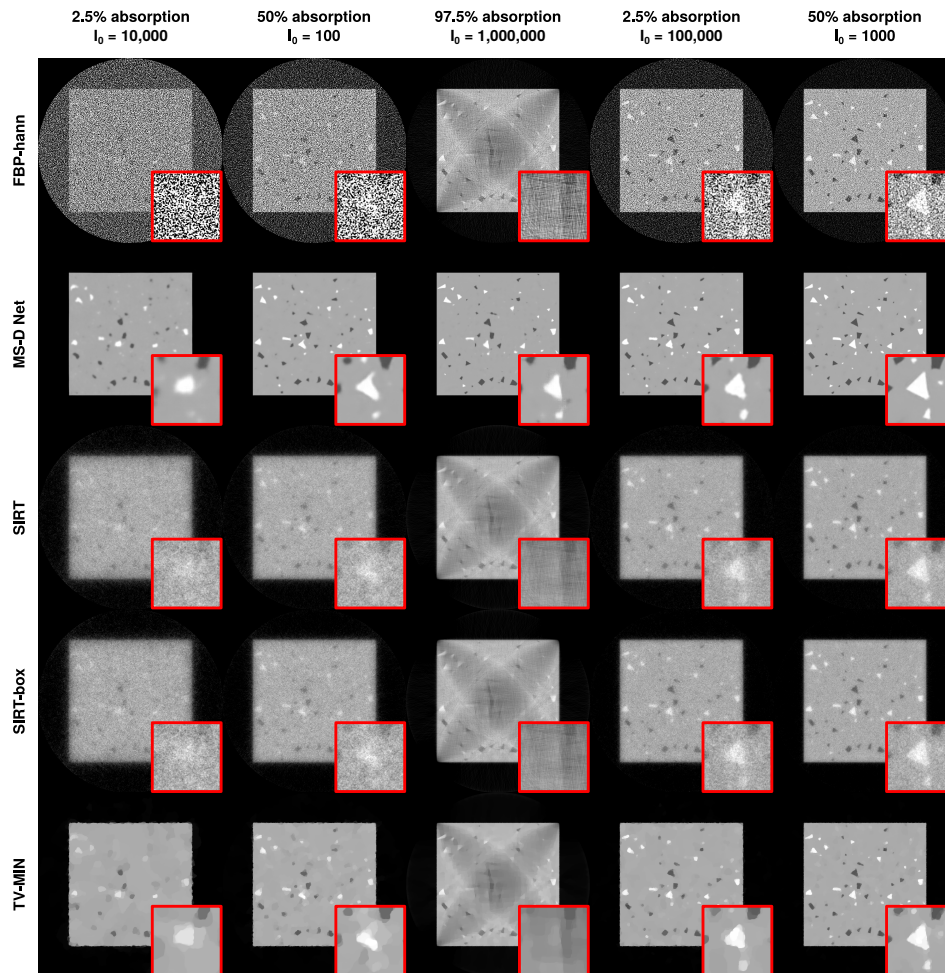 2.5% absorption 50% absorption 97.5% absorption 2.5% absorption 50% absorption
I₀ = 10,000 I₀ = 100 I₀ = 1,000,000 I₀ = 100,000 I₀ = 1000
FBP-hann
MS-D Net
SIRT
SIRT-box
TV-MIN